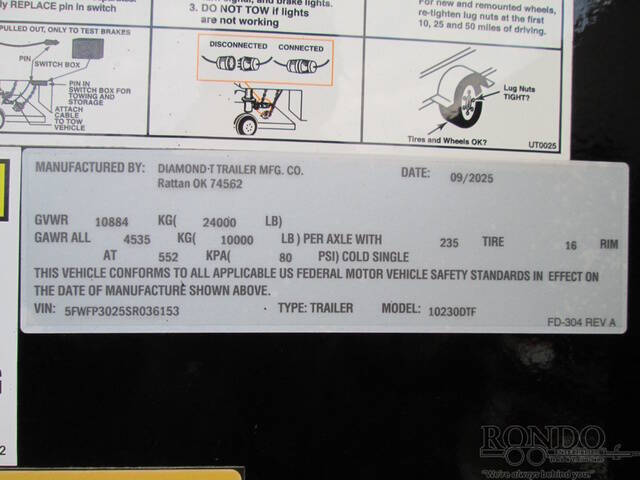 signal, and brake lights.
3. DO NOT TOW if lights
are not working
ly REPLACE pin in switch
For new and remounted wheels,
re-tighten lug nuts at the first
10, 25 and 50 miles of driving.
PULLED OUT, ONLY TO TEST BRAKES
PIN
SWITCH BOX
PIN IN
SWITCH BOX FOR
TOWING AND
STORAGE
ATTACH
CABLE
TO TOW
VEHICLE
DISCONNECTED CONNECTED
Lug Nuts
TIGHT?
Tires and Wheels OK?
UT0025
MANUFACTURED BY: DIAMOND-T TRAILER MFG. CO. DATE: 09/2025
Rattan OK 74562
GVWR 10884 KG( 24000 LB)
GAWR ALL 4535 KG( 10000 LB) PER AXLE WITH 235 TIRE 16 RIM
AT 552 KPA( 80 PSI) COLD SINGLE
THIS VEHICLE CONFORMS TO ALL APPLICABLE US FEDERAL MOTOR VEHICLE SAFETY STANDARDS IN EFFECT ON
THE DATE OF MANUFACTURE SHOWN ABOVE.
VIN: 5FWFP3025SR036153 TYPE: TRAILER MODEL: 10230DTF
FD-304 REV A
G
2
RONDO
"We're always behind you."